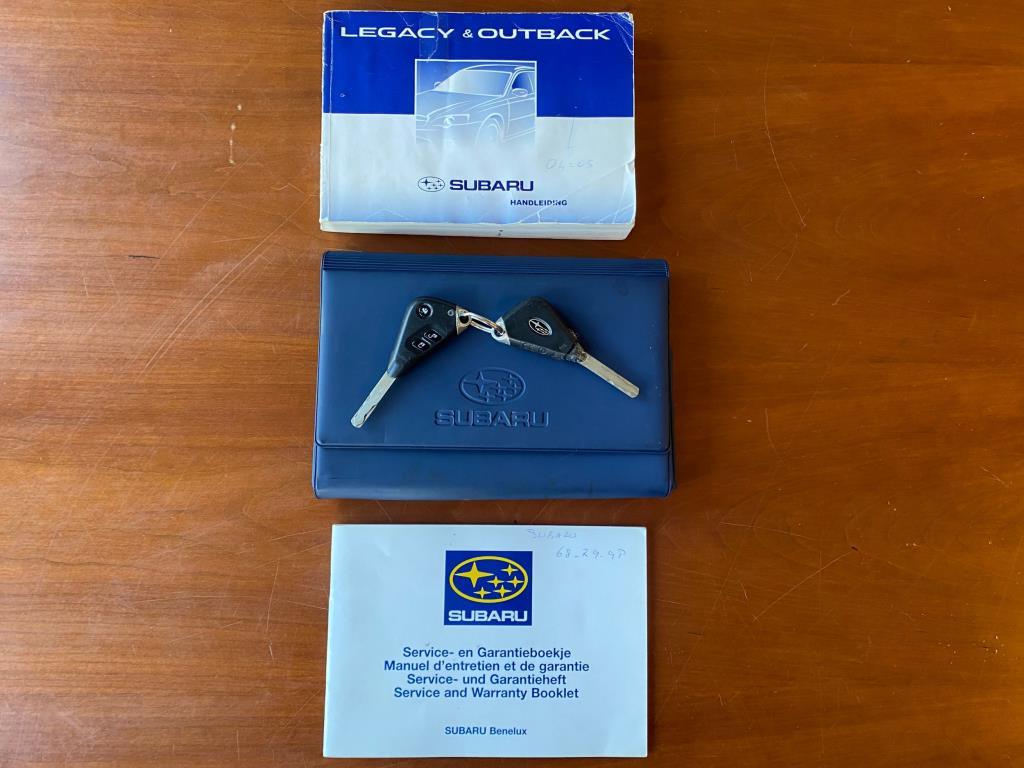 LEGACY & OUTBACK
SUBARU
HANDLEIDING
SUBARU
SUBARU
SUBARU
Service- en Garantieboekje
Manuel d'entretien et de garantie
Service- und Garantieheft
Service and Warranty Booklet
SUBARU Benelux